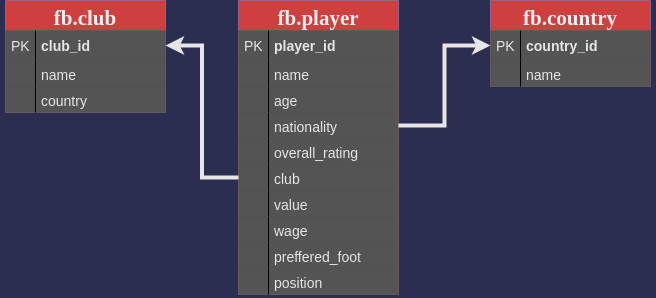 fb.club
PK club_id
name
country
fb.player
PK player_id
name
age
nationality
overall_rating
club
value
wage
preffered_foot
position
fb.country
PK country_id
name